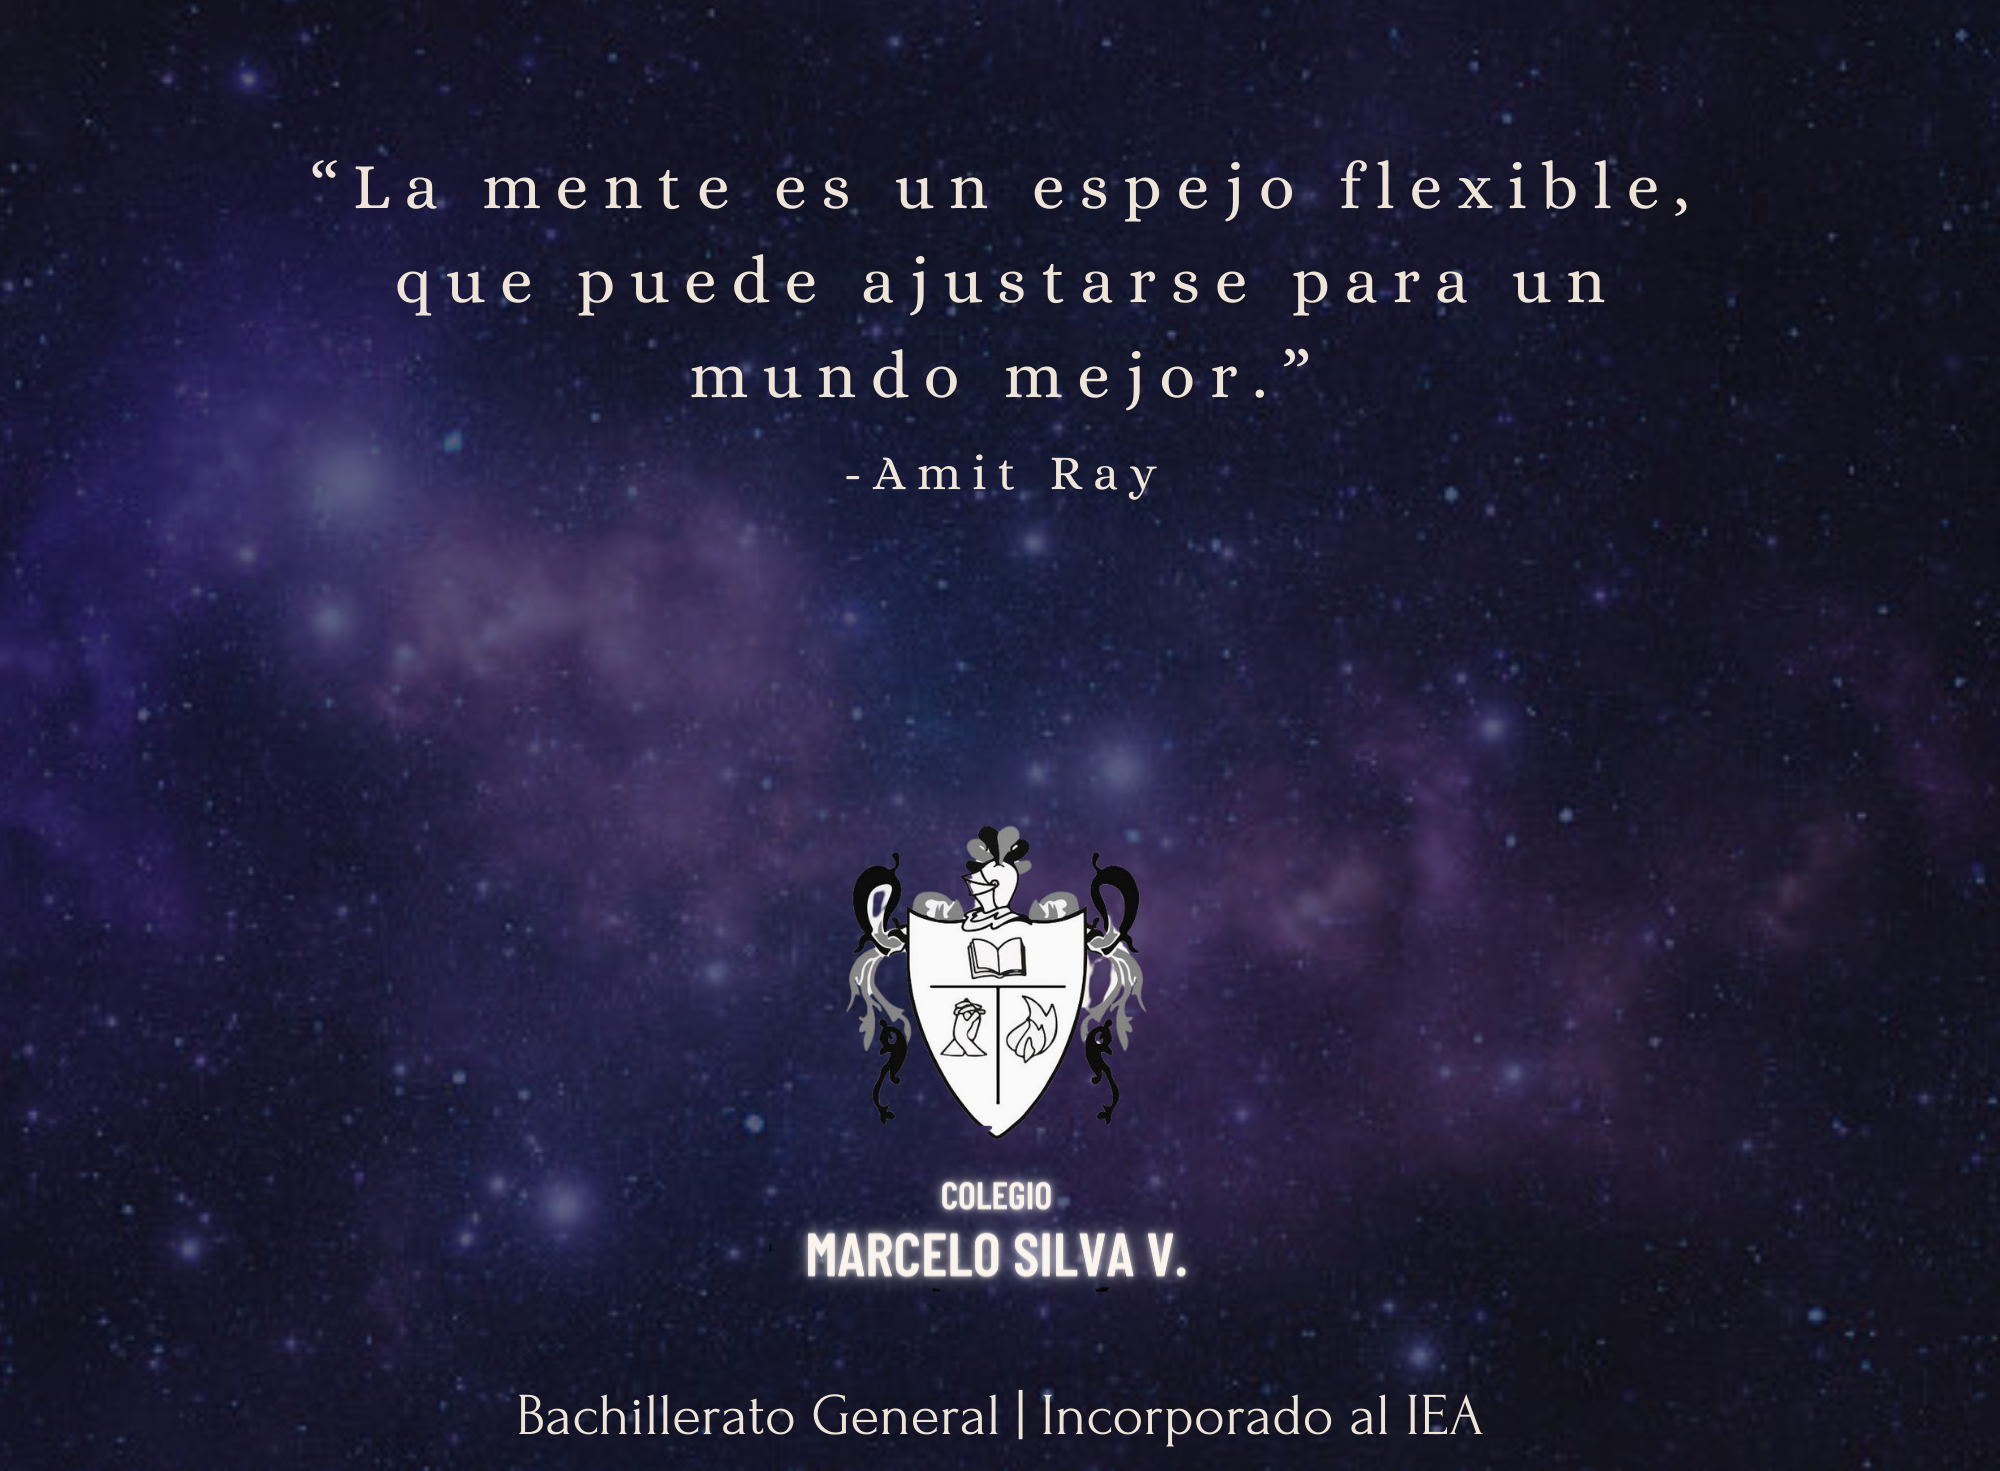 “La mente es un espejo flexible,
que puede ajustarse para un
mundo mejor.”
-Amit Ray
COLEGIO
MARCELO SILVA V.
Bachillerato General | Incorporado al IEA